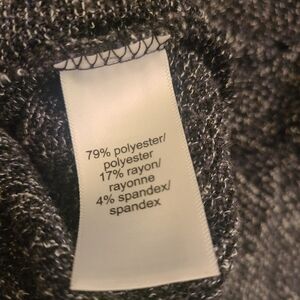 79% polyester/
polyester
17% rayon/
rayonne
4% spandex/
spandex